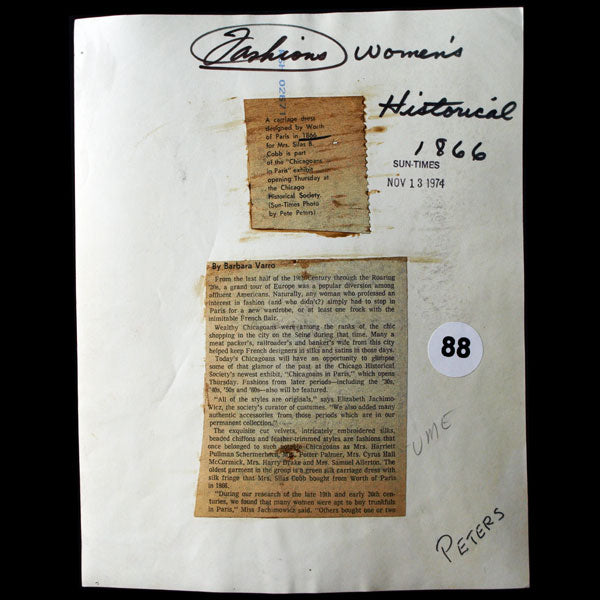 Fashions Women's
Historical
1866
SUN-TIMES
NOV 13 1974
A carriage dress
designed by Worth
of Paris in 1866
for Mrs. Silas B.
Cobb is part
of the "Chicagoans
in Paris" exhibit
opening Thursday at
the Chicago
Historical Society.
(Sun-Times Photo
by Pete Peters)
By Barbara Varro
From the last half of the 19th Century through the Roaring
'20s, a grand tour of Europe was a popular diversion among
affluent Americans. Naturally, any woman who professed an
interest in fashion (and who didn't?) simply had to stop in
Paris for a new wardrobe, or at least one frock with the
inimitable French flair.
Wealthy Chicagoans were among the ranks of the chic
shopping in the city on the Seine during that time. Many a
meat packer's, railroader's and banker's wife from this city
helped keep French designers in silks and satins in those days.
Today's Chicagoans will have an opportunity to glimpse
some of that glamor of the past at the Chicago Historical
Society's newest exhibit, "Chicagoans in Paris," which opens
Thursday. Fashions from later periods—including the '30s,
'40s, '50s and '60s—also will be featured.
"All of the styles are originals," says Elizabeth Jachimo-
wicz, the society's curator of costumes. "We also added many
authentic accessories from those periods which are in our
permanent collection."
The exquisite cut velvets, intricately embroidered silks,
beaded chiffons and feather-trimmed styles are fashions that
once belonged to such Chicagoans as Mrs. Harriett
Pullman Schermerhorn, Mrs. Potter Palmer, Mrs. Cyrus Hall
McCormick, Mrs. Harry Drake and Mrs. Samuel Allerton. The
oldest garment in the group is a green silk carriage dress with
silk fringe that Mrs. Silas Cobb bought from Worth of Paris
in 1866.
"During our research of the late 19th and early 20th cen-
turies, we found that many women were apt to buy trunkfuls
in Paris," Miss Jachimowicz said. "Others bought one or two
88
UME
PETERS